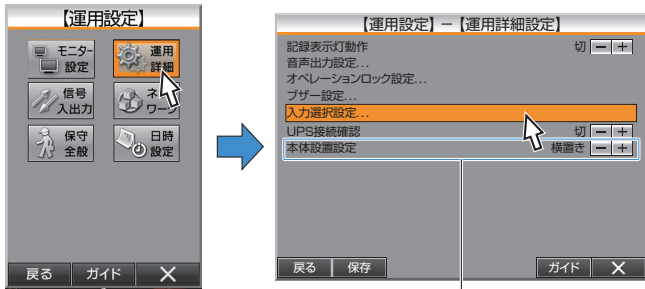 【運用設定】
モニター
設定
運用
詳細
信号
入出力
ネット
ワーク
保守
全般
日時
設定
戻る ガイド ×
【運用設定】－【運用詳細設定】
記録表示灯動作 切 － ＋
音声出力設定...
オペレーションロック設定...
ブザー設定...
入力選択設定...
UPS接続確認 切 － ＋
本体設置設定 横置き － ＋
戻る 保存 ガイド ×